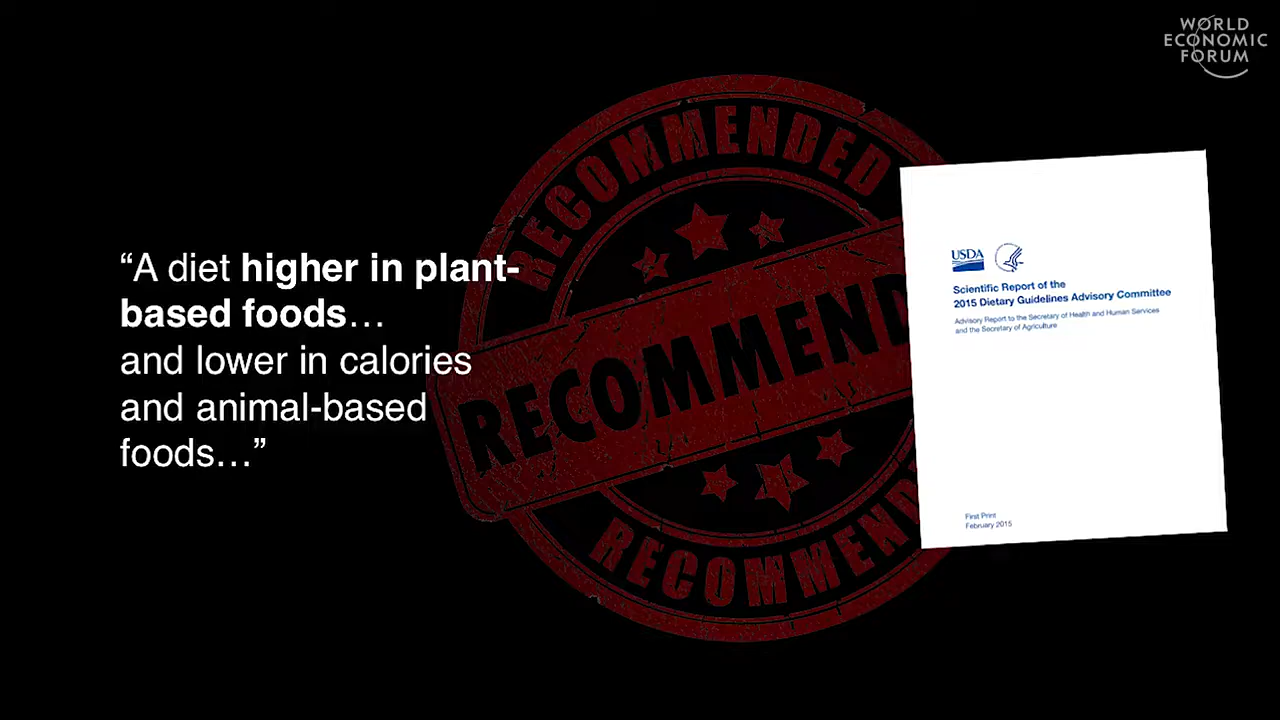 WORLD
ECONOMIC
FORUM
RECOMMENDED
“A diet higher in plant-
based foods…
and lower in calories
and animal-based
foods…”
RECOMMEND
RECOMMEND
USDA
Scientific Report of the
2015 Dietary Guidelines Advisory Committee
Advisory Report to the Secretary of Health and Human Services
and the Secretary of Agriculture
First Print
February 2015